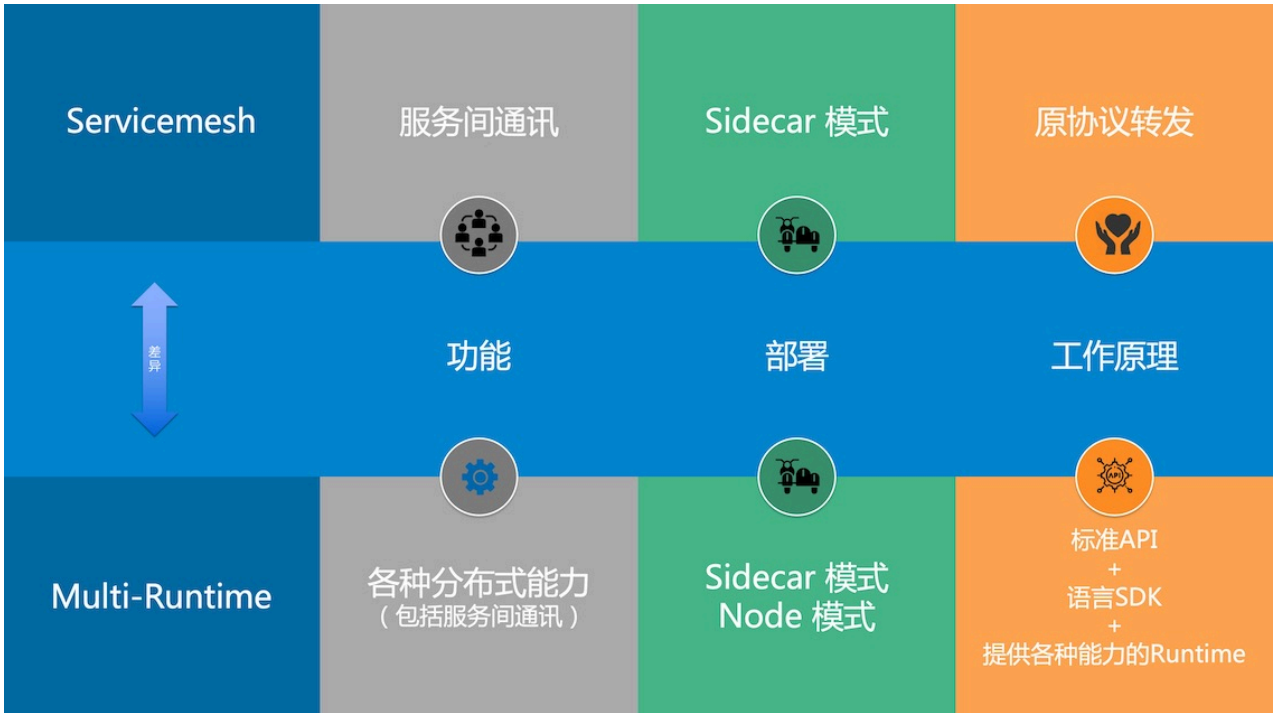 Servicemesh
服务间通讯
Sidecar 模式
原协议转发
差异
功能
部署
工作原理
Multi-Runtime
各种分布式能力
（包括服务间通讯）
Sidecar 模式
Node 模式
API
标准API
+
语言SDK
+
提供各种能力的Runtime